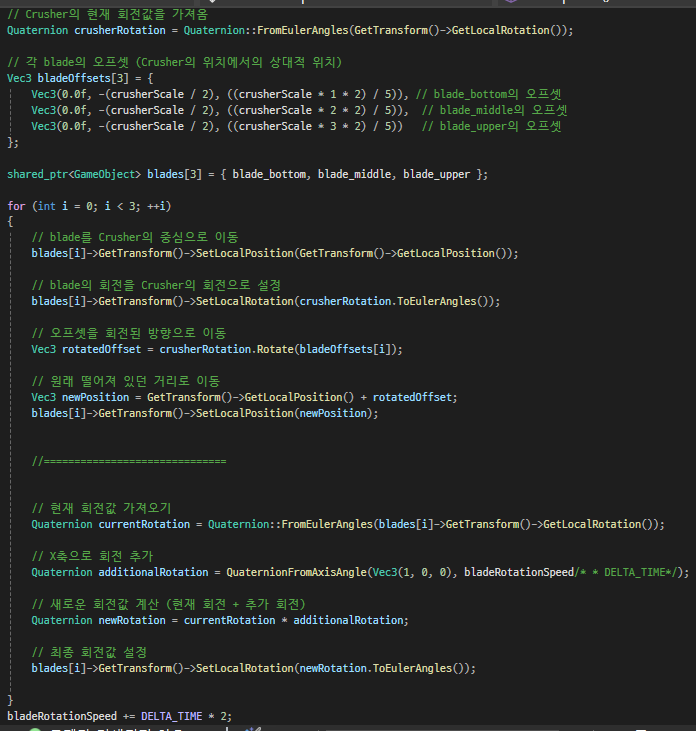 // Crusher의 현재 회전값을 가져옴
Quaternion crusherRotation = Quaternion::FromEulerAngles(GetTransform()->GetLocalRotation());
// 각 blade의 오프셋 (Crusher의 위치에서의 상대적 위치)
Vec3 bladeOffsets[3] = {
Vec3(0.0f, -(crusherScale / 2), ((crusherScale * 1 * 2) / 5)), // blade_bottom의 오프셋
Vec3(0.0f, -(crusherScale / 2), ((crusherScale * 2 * 2) / 5)), // blade_middle의 오프셋
Vec3(0.0f, -(crusherScale / 2), ((crusherScale * 3 * 2) / 5)) // blade_upper의 오프셋
};
shared_ptr<GameObject> blades[3] = { blade_bottom, blade_middle, blade_upper };
for (int i = 0; i < 3; ++i)
{
// blade를 Crusher의 중심으로 이동
blades[i]->GetTransform()->SetLocalPosition(GetTransform()->GetLocalPosition());
// blade의 회전을 Crusher의 회전으로 설정
blades[i]->GetTransform()->SetLocalRotation(crusherRotation.ToEulerAngles());
// 오프셋을 회전된 방향으로 이동
Vec3 rotatedOffset = crusherRotation.Rotate(bladeOffsets[i]);
// 원래 떨어져 있던 거리로 이동
Vec3 newPosition = GetTransform()->GetLocalPosition() + rotatedOffset;
blades[i]->GetTransform()->SetLocalPosition(newPosition);
//==============================
// 현재 회전값 가져오기
Quaternion currentRotation = Quaternion::FromEulerAngles(blades[i]->GetTransform()->GetLocalRotation());
// X축으로 회전 추가
Quaternion additionalRotation = QuaternionFromAxisAngle(Vec3(1, 0, 0), bladeRotationSpeed/* * DELTA_TIME*/);
// 새로운 회전값 계산 (현재 회전 + 추가 회전)
Quaternion newRotation = currentRotation * additionalRotation;
// 최종 회전값 설정
blades[i]->GetTransform()->SetLocalRotation(newRotation.ToEulerAngles());
}
bladeRotationSpeed += DELTA_TIME * 2;